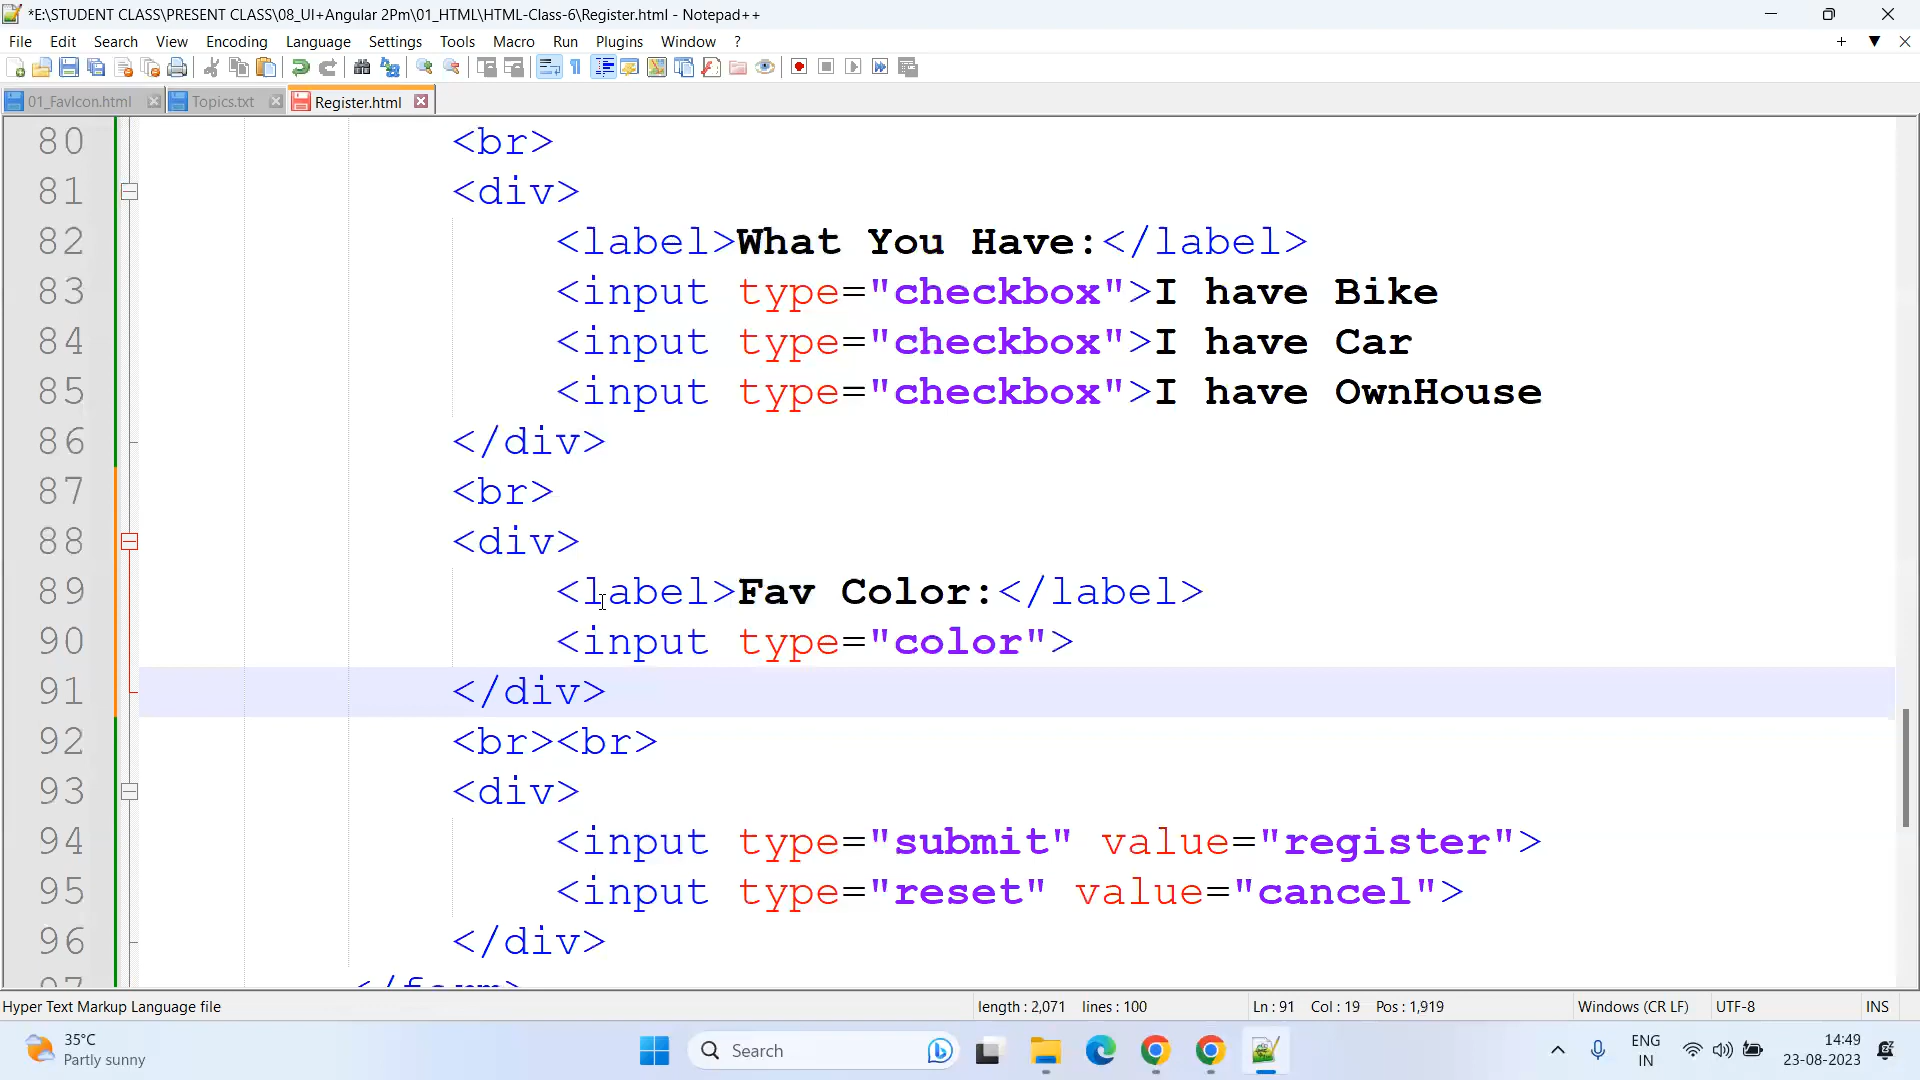 *E:\STUDENT CLASS\PRESENT CLASS\08_UI+Angular 2Pm\01_HTML\HTML-Class-6\Register.html - Notepad++
File Edit Search View Encoding Language Settings Tools Macro Run Plugins Window ?
01_FavIcon.html Topics.txt Register.html
80 <br>
81 <div>
82 <label>What You Have:</label>
83 <input type="checkbox">I have Bike
84 <input type="checkbox">I have Car
85 <input type="checkbox">I have OwnHouse
86 </div>
87 <br>
88 <div>
89 <label>Fav Color:</label>
90 <input type="color">
91 </div>
92 <br><br>
93 <div>
94 <input type="submit" value="register">
95 <input type="reset" value="cancel">
96 </div>
97 </form>
Hyper Text Markup Language file length : 2,071 lines : 100 Ln : 91 Col : 19 Pos : 1,919 Windows (CR LF) UTF-8 INS
35°C
Partly sunny
Search
ENG
IN
14:49
23-08-2023